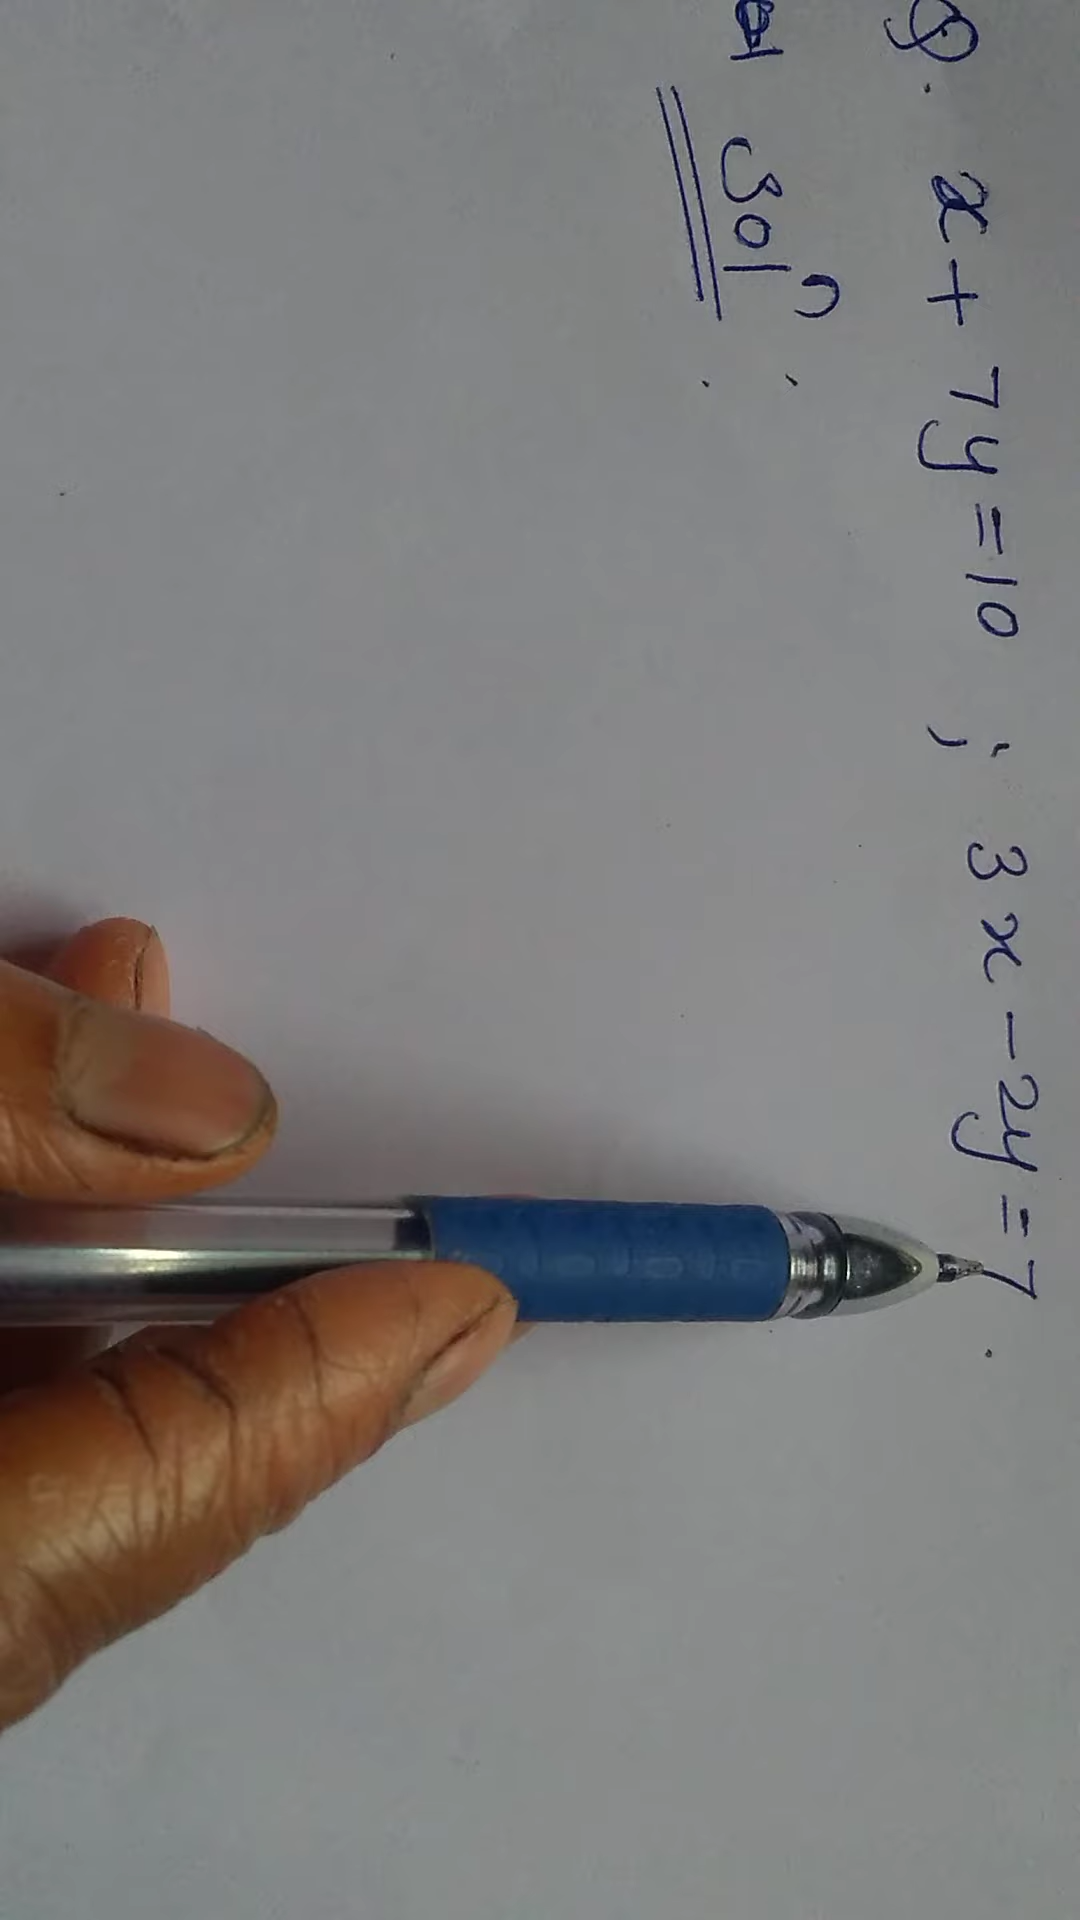 Q. x + 7y = 10 ; 3x - 2y = 7.
Solⁿ :